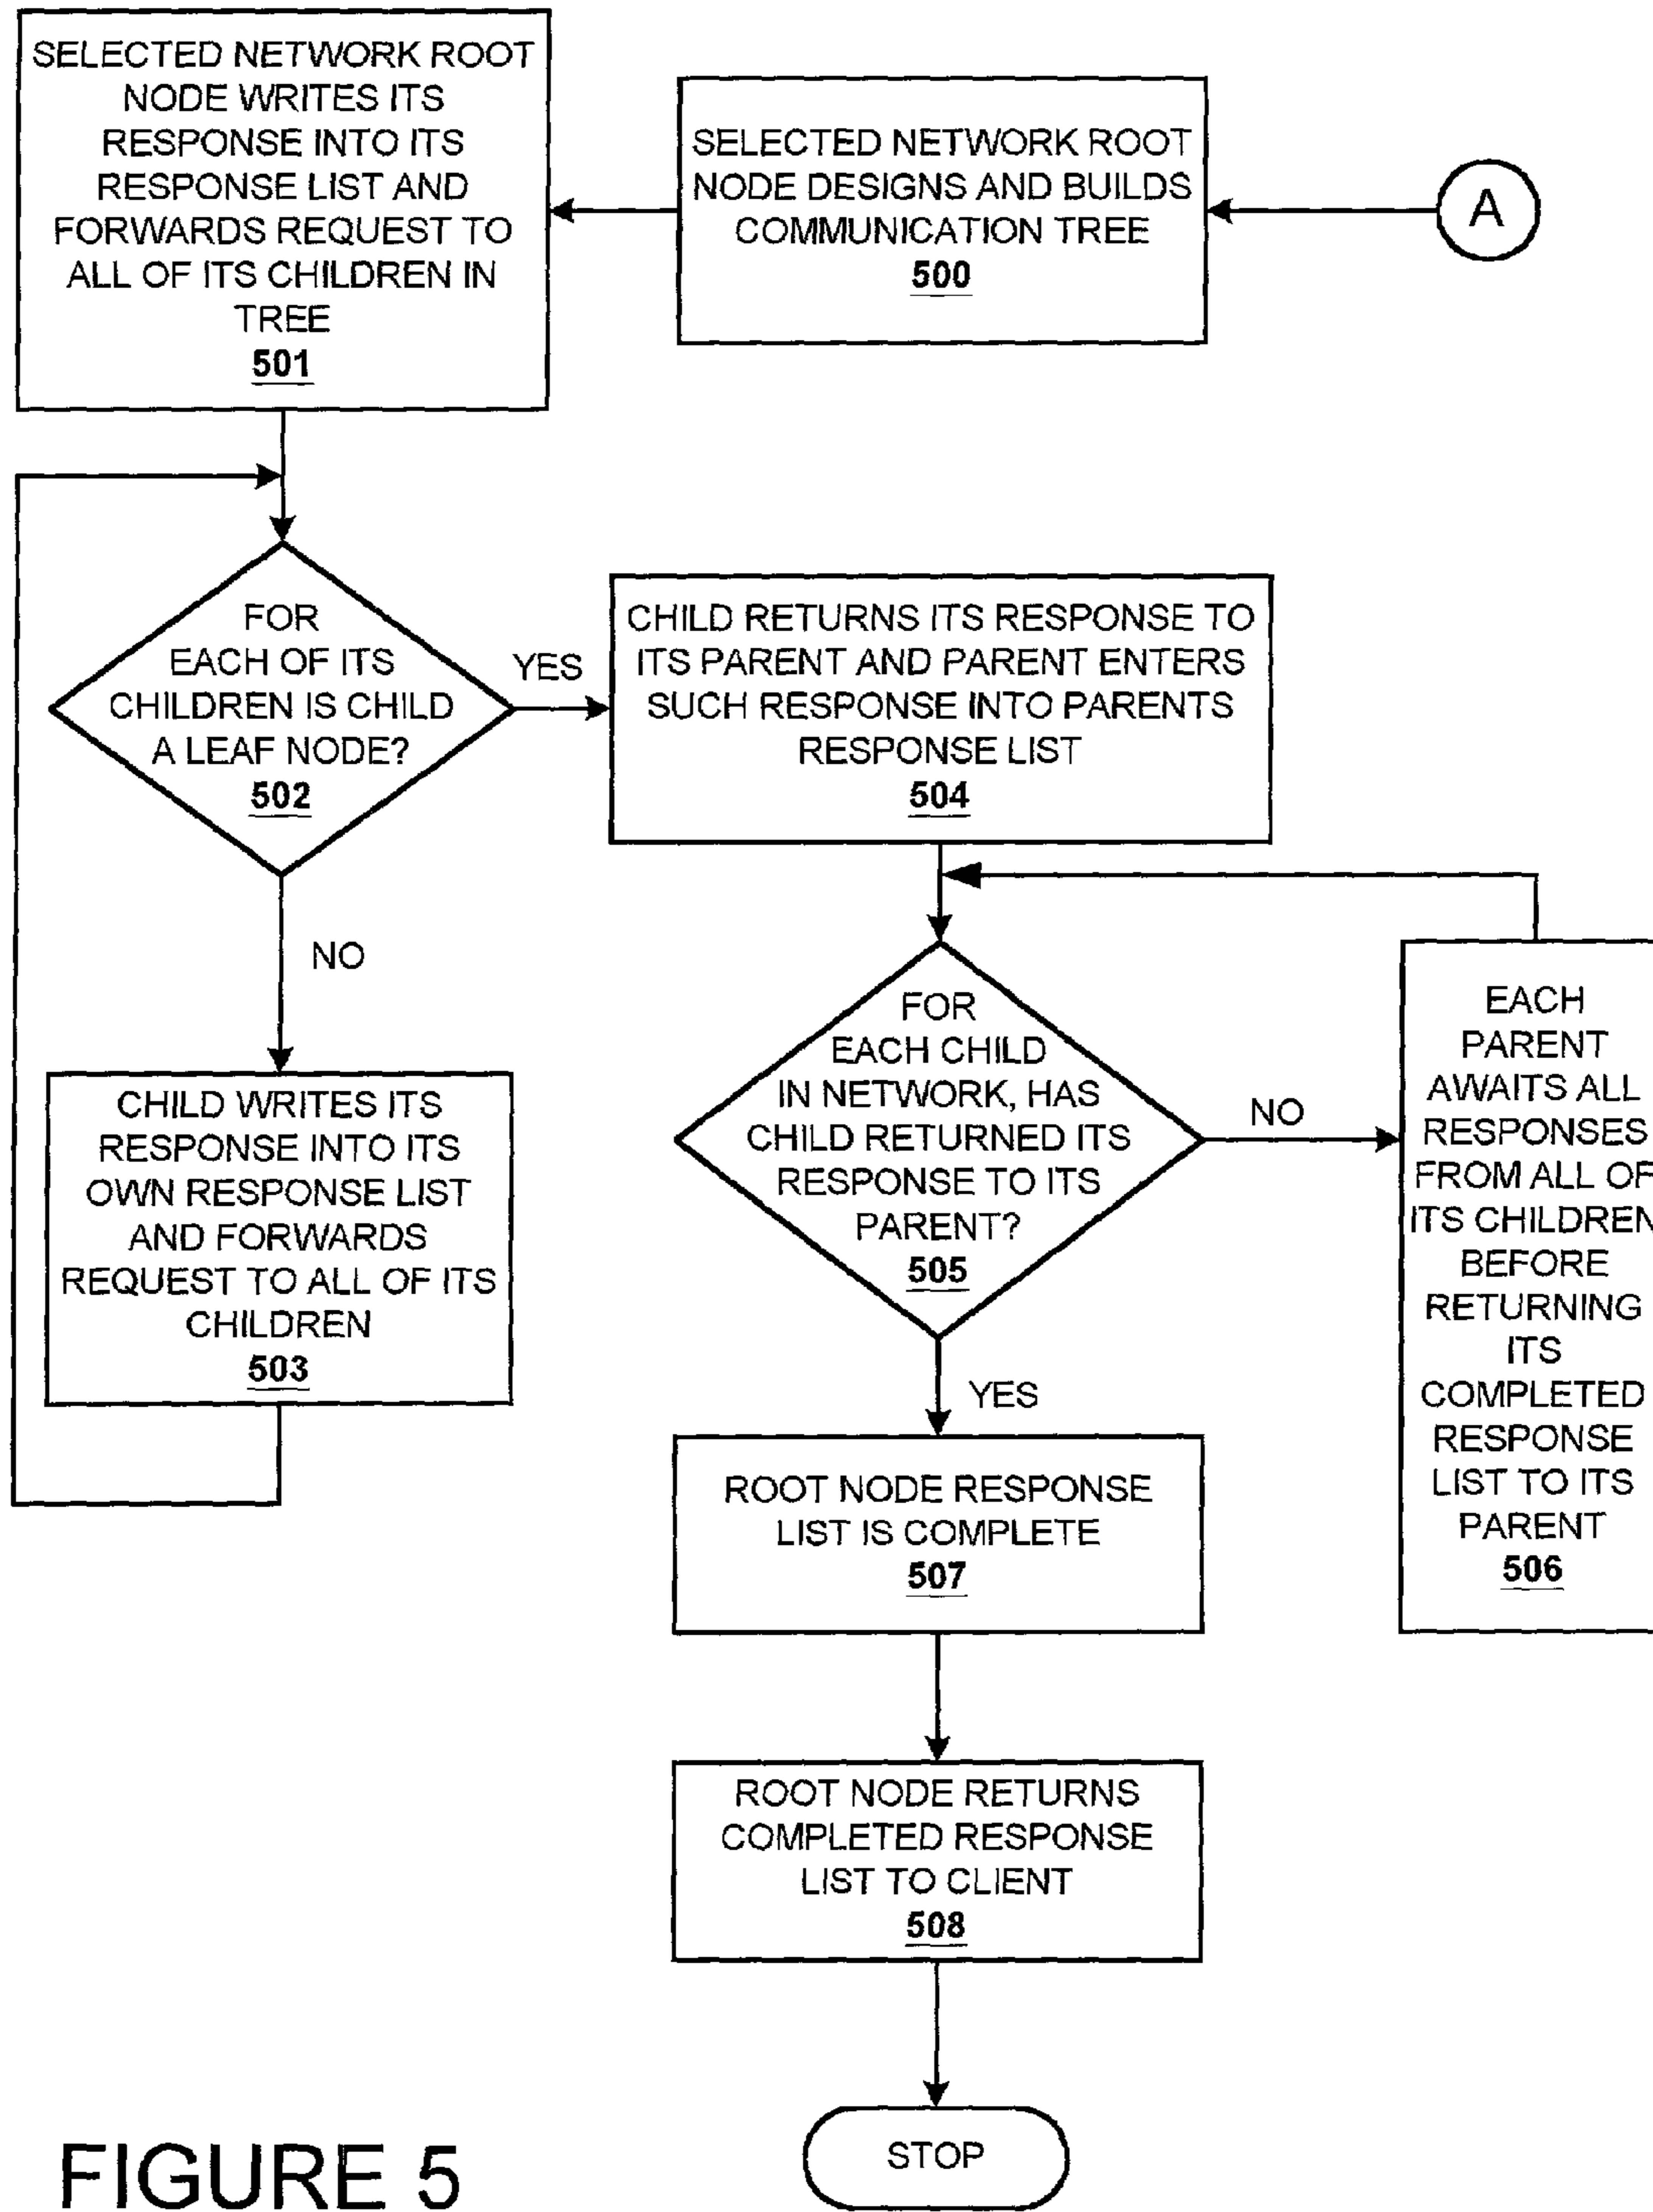 SELECTED NETWORK ROOT
NODE WRITES ITS
RESPONSE INTO ITS
RESPONSE LIST AND
FORWARDS REQUEST TO
ALL OF ITS CHILDREN IN
TREE
501
SELECTED NETWORK ROOT
NODE DESIGNS AND BUILDS
COMMUNICATION TREE
500
A
FOR
EACH OF ITS
CHILDREN IS CHILD
A LEAF NODE?
502
YES
CHILD RETURNS ITS RESPONSE TO
ITS PARENT AND PARENT ENTERS
SUCH RESPONSE INTO PARENTS
RESPONSE LIST
504
NO
CHILD WRITES ITS
RESPONSE INTO ITS
OWN RESPONSE LIST
AND FORWARDS
REQUEST TO ALL OF ITS
CHILDREN
503
FOR
EACH CHILD
IN NETWORK, HAS
CHILD RETURNED ITS
RESPONSE TO ITS
PARENT?
505
NO
EACH
PARENT
AWAITS ALL
RESPONSES
FROM ALL OF
ITS CHILDREN
BEFORE
RETURNING
ITS
COMPLETED
RESPONSE
LIST TO ITS
PARENT
506
YES
ROOT NODE RESPONSE
LIST IS COMPLETE
507
ROOT NODE RETURNS
COMPLETED RESPONSE
LIST TO CLIENT
508
STOP
FIGURE 5